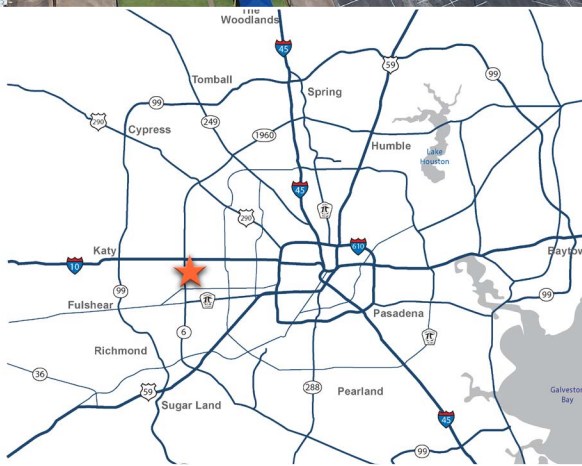 The
Woodlands
45
59
Tomball
99
Spring
99
290
249
Cypress
1960
Humble
Lake
Houston
45
290
610
Katy
Baytow
10
99
99
Fulshear
Pasadena
6
Richmond
36
59
288
Pearland
Galveston
Bay
Sugar Land
45
99